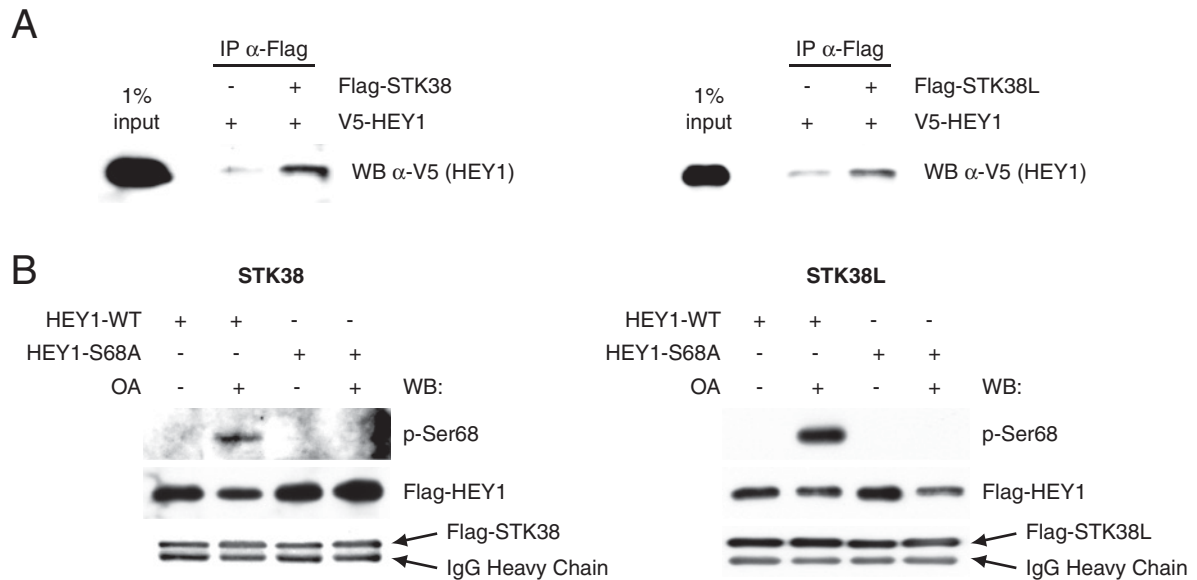 A
IP α-Flag
- + Flag-STK38
1%
input
+ + V5-HEY1
WB α-V5 (HEY1)
IP α-Flag
- + Flag-STK38L
1%
input
+ + V5-HEY1
WB α-V5 (HEY1)
B
STK38
HEY1-WT + + - -
HEY1-S68A - - + +
OA - + - + WB:
p-Ser68
Flag-HEY1
Flag-STK38
IgG Heavy Chain
STK38L
HEY1-WT + + - -
HEY1-S68A - - + +
OA - + - + WB:
p-Ser68
Flag-HEY1
Flag-STK38L
IgG Heavy Chain